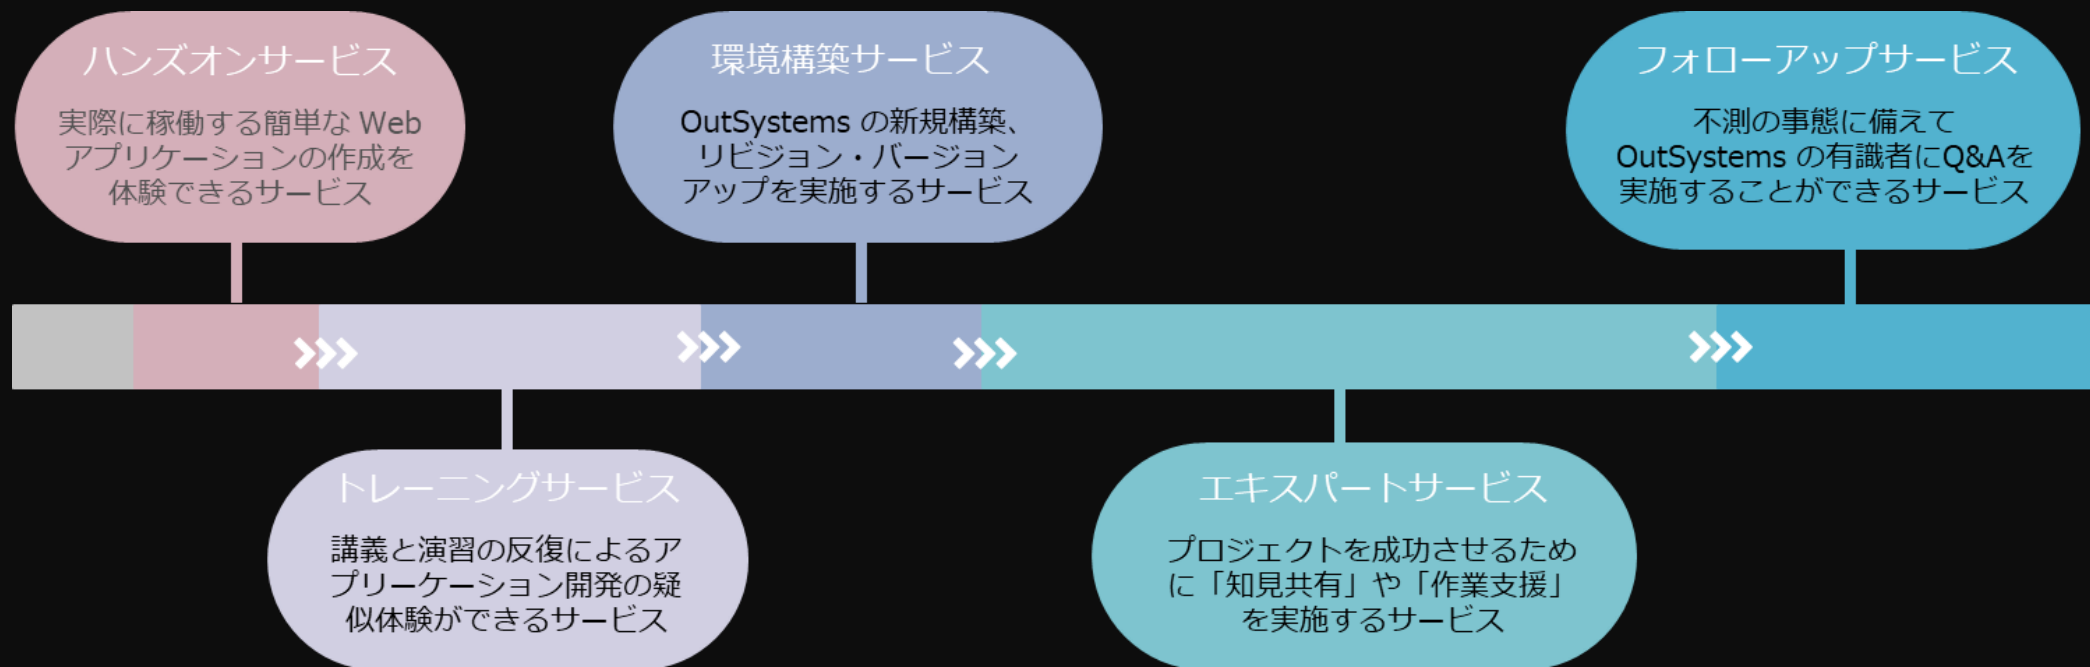 ハンズオンサービス
実際に稼働する簡単な Web
アプリケーションの作成を
体験できるサービス
環境構築サービス
OutSystems の新規構築、
リビジョン・バージョン
アップを実施するサービス
フォローアップサービス
不測の事態に備えて
OutSystems の有識者にQ&Aを
実施することができるサービス
トレーニングサービス
講義と演習の反復によるア
プリーケーション開発の疑
似体験ができるサービス
エキスパートサービス
プロジェクトを成功させるため
に「知見共有」や「作業支援」
を実施するサービス